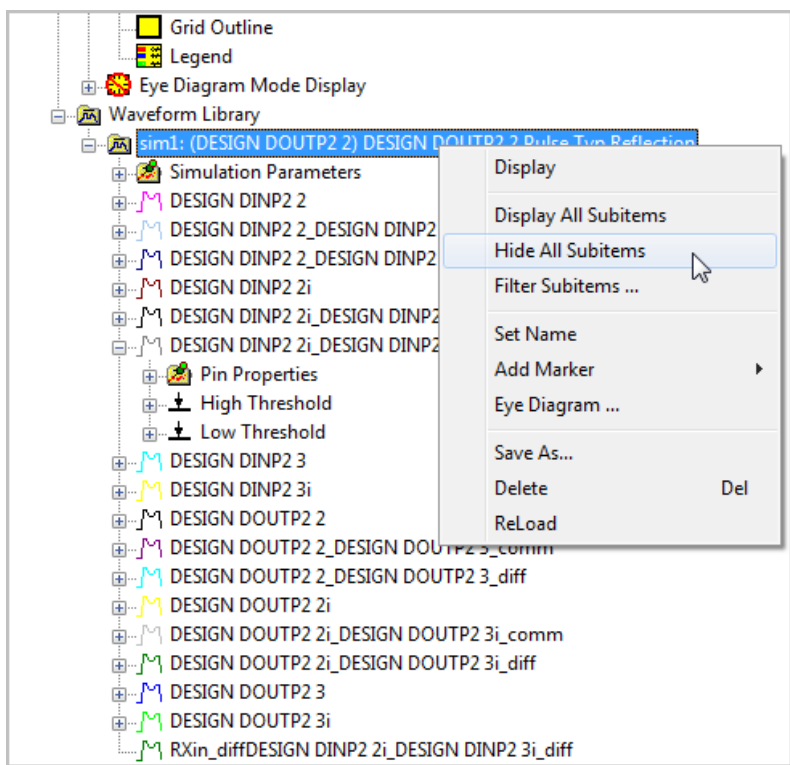 Grid Outline
Legend
Eye Diagram Mode Display
Waveform Library
sim1: (DESIGN DOUTP2 2) DESIGN DOUTP2 2 Pulse Typ Reflection
Simulation Parameters
DESIGN DINP2 2
DESIGN DINP2 2_DESIGN DINP2
DESIGN DINP2 2_DESIGN DINP2
DESIGN DINP2 2i
DESIGN DINP2 2i_DESIGN DINP2
DESIGN DINP2 2i_DESIGN DINP2
Pin Properties
High Threshold
Low Threshold
DESIGN DINP2 3
DESIGN DINP2 3i
DESIGN DOUTP2 2
DESIGN DOUTP2 2_DESIGN DOUTP2 3_comm
DESIGN DOUTP2 2_DESIGN DOUTP2 3_diff
DESIGN DOUTP2 2i
DESIGN DOUTP2 2i_DESIGN DOUTP2 3i_comm
DESIGN DOUTP2 2i_DESIGN DOUTP2 3i_diff
DESIGN DOUTP2 3
DESIGN DOUTP2 3i
RXin_diffDESIGN DINP2 2i_DESIGN DINP2 3i_diff
Display
Display All Subitems
Hide All Subitems
Filter Subitems ...
Set Name
Add Marker
Eye Diagram ...
Save As...
Delete Del
ReLoad